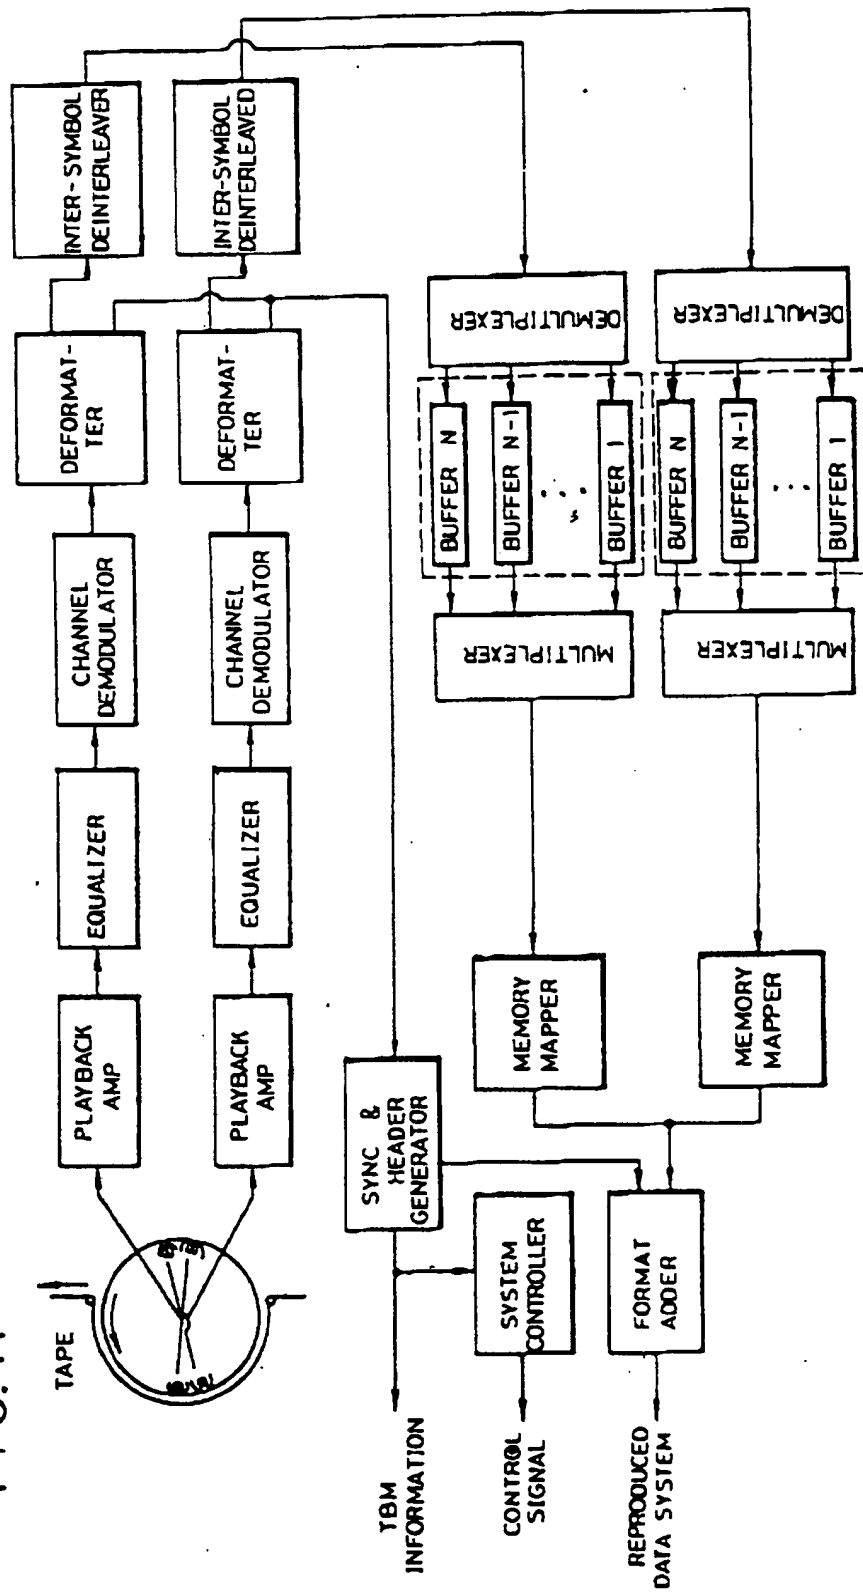 TAPE
PLAYBACK
AMP
EQUALIZER
CHANNEL
DEMODULATOR
DEFORMAT-
TER
INTER-SYMBOL
DEINTERLEAVER
PLAYBACK
AMP
EQUALIZER
CHANNEL
DEMODULATOR
DEFORMAT-
TER
INTER-SYMBOL
DEINTERLEAVED
TBM
INFORMATION
SYNC &
HEADER
GENERATOR
CONTROL
SIGNAL
SYSTEM
CONTROLLER
MEMORY
MAPPER
MULTIPLEXER
BUFFER N
BUFFER N-1
...
BUFFER 1
DEMULTIPLEXER
REPRODUCED
DATA SYSTEM
FORMAT
ADDER
MEMORY
MAPPER
MULTIPLEXER
BUFFER N
BUFFER N-1
...
BUFFER 1
DEMULTIPLEXER